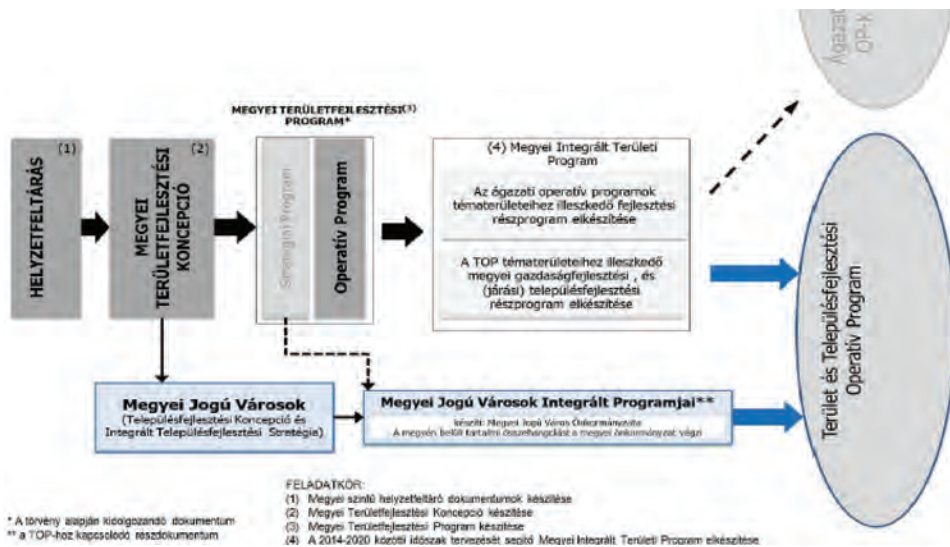 Ágazati
OP-k
MEGYEI TERÜLETFEJLESZTÉSI(3)
PROGRAM*
(1)
HELYZETFELTÁRÁS
(2)
MEGYEI
TERÜLETFEJLESZTÉSI
KONCEPCIÓ
Stratégiai Program
Operatív Program
(4) Megyei Integrált Területi
Program
Az ágazati operatív programok
tématerületeihez illeszkedő fejlesztési
részprogram elkészítése
A TOP tématerületeihez illeszkedő
megyei gazdaságfejlesztési , és
(járási) településfejlesztési
részprogram elkészítése
Terület és Településfejlesztési
Operatív Program
Megyei Jogú Városok
(Településfejlesztési Koncepció és
Integrált Településfejlesztési Stratégia)
Megyei Jogú Városok Integrált Programjai**
készíti: Megyei Jogú Város Önkormányzata
A megyén belüli tartalmi összehangolást a megyei önkormányzat végzi
* A törvény alapján kidolgozandó dokumentum
** a TOP-hoz kapcsolódó részdokumentum
FELADATKÖR:
(1) Megyei szintű helyzetfeltáró dokumentumok készítése
(2) Megyei Területfejlesztési Koncepció készítése
(3) Megyei Területfejlesztési Program készítése
(4) A 2014-2020 közötti időszak tervezését segítő Megyei Integrált Területi Program elkészítése